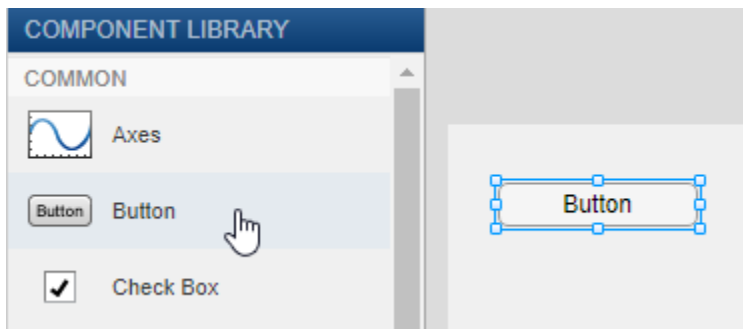 COMPONENT LIBRARY
COMMON
Axes
Button Button
Button
Check Box